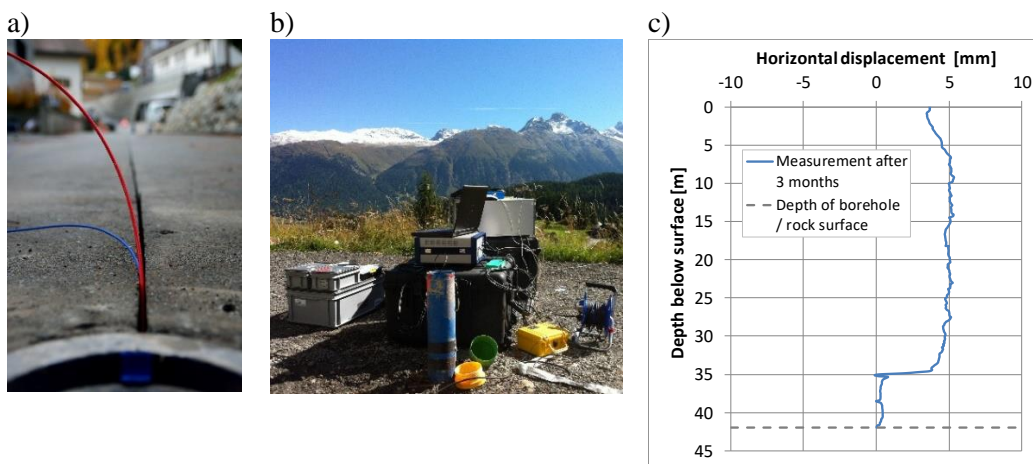 a)
b)
c)
Horizontal displacement [mm]
-10 -5 0 5 10
0
5
10
15
20
25
30
35
40
45
Depth below surface [m]
Measurement after
3 months
Depth of borehole
/ rock surface